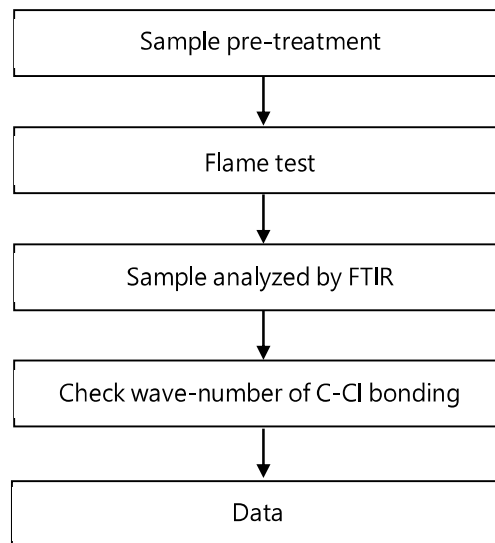 Sample pre-treatment
Flame test
Sample analyzed by FTIR
Check wave-number of C-Cl bonding
Data